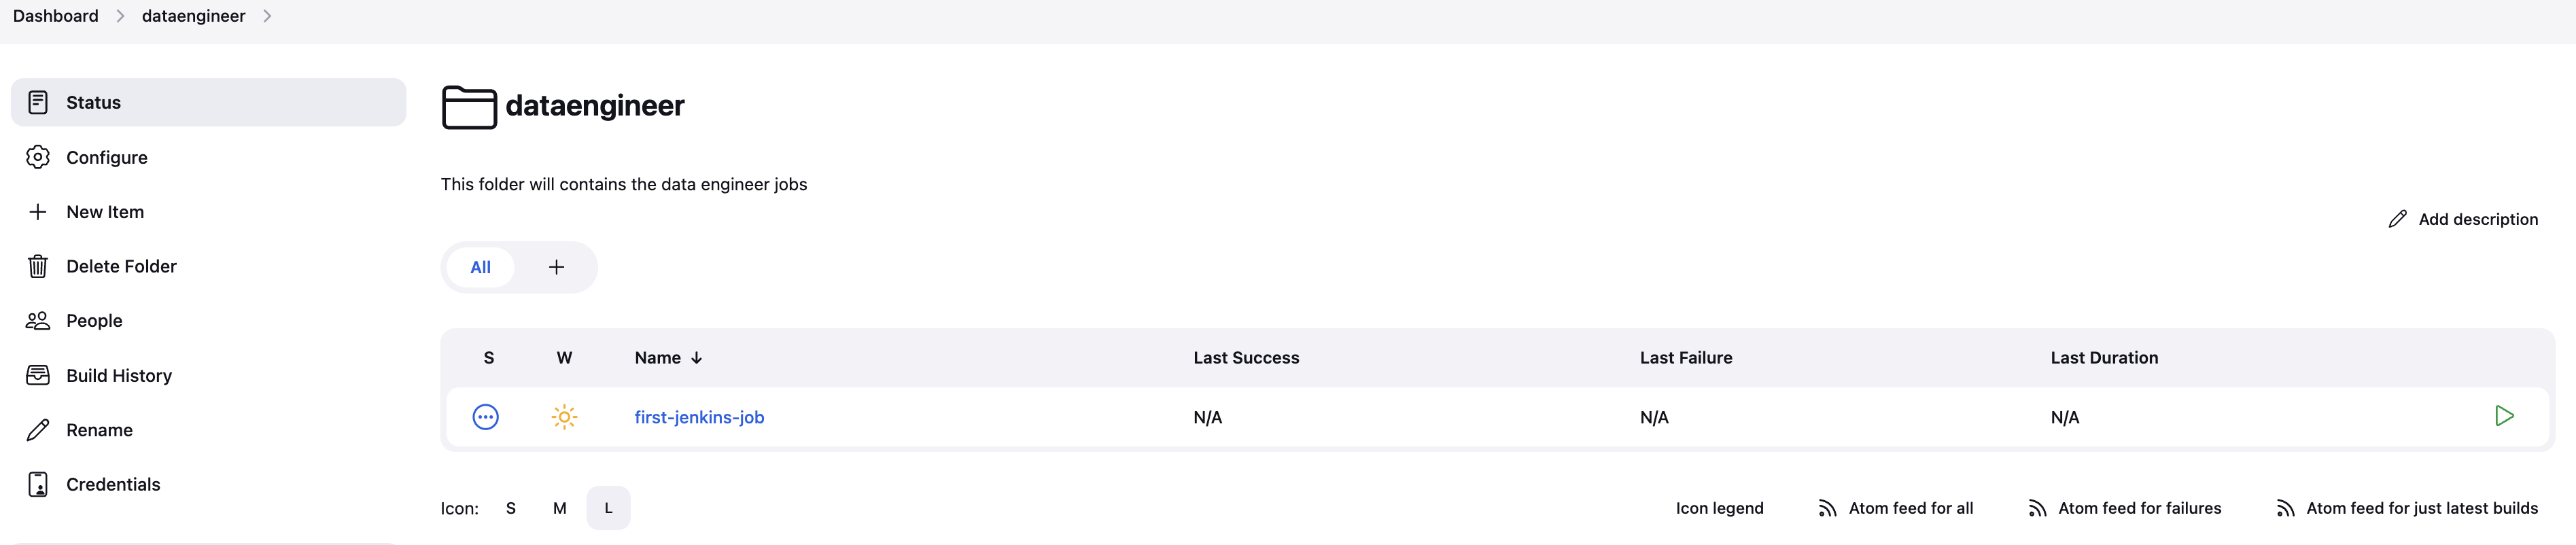 Dashboard > dataengineer >
Status
Configure
New Item
Delete Folder
People
Build History
Rename
Credentials
dataengineer
This folder will contains the data engineer jobs
Add description
All +
S W Name ↓ Last Success Last Failure Last Duration
first-jenkins-job N/A N/A N/A
Icon: S M L
Icon legend Atom feed for all Atom feed for failures Atom feed for just latest builds